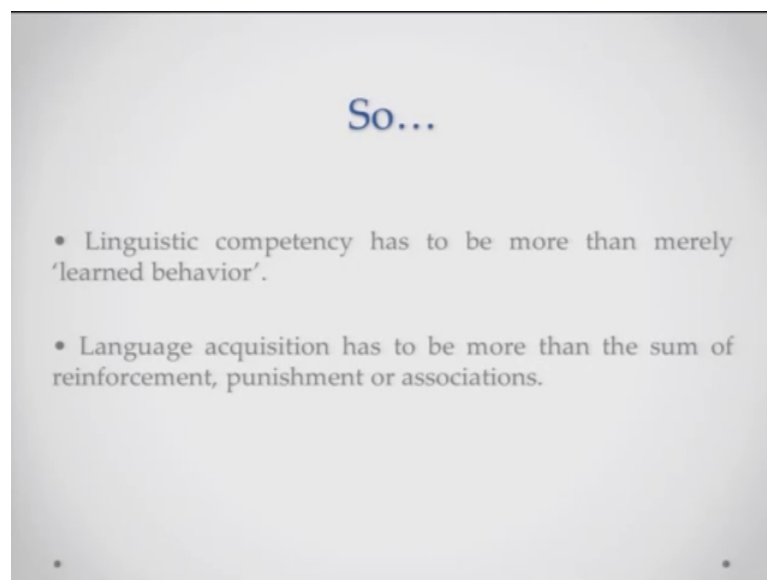 So...
• Linguistic competency has to be more than merely
‘learned behavior’.
• Language acquisition has to be more than the sum of
reinforcement, punishment or associations.